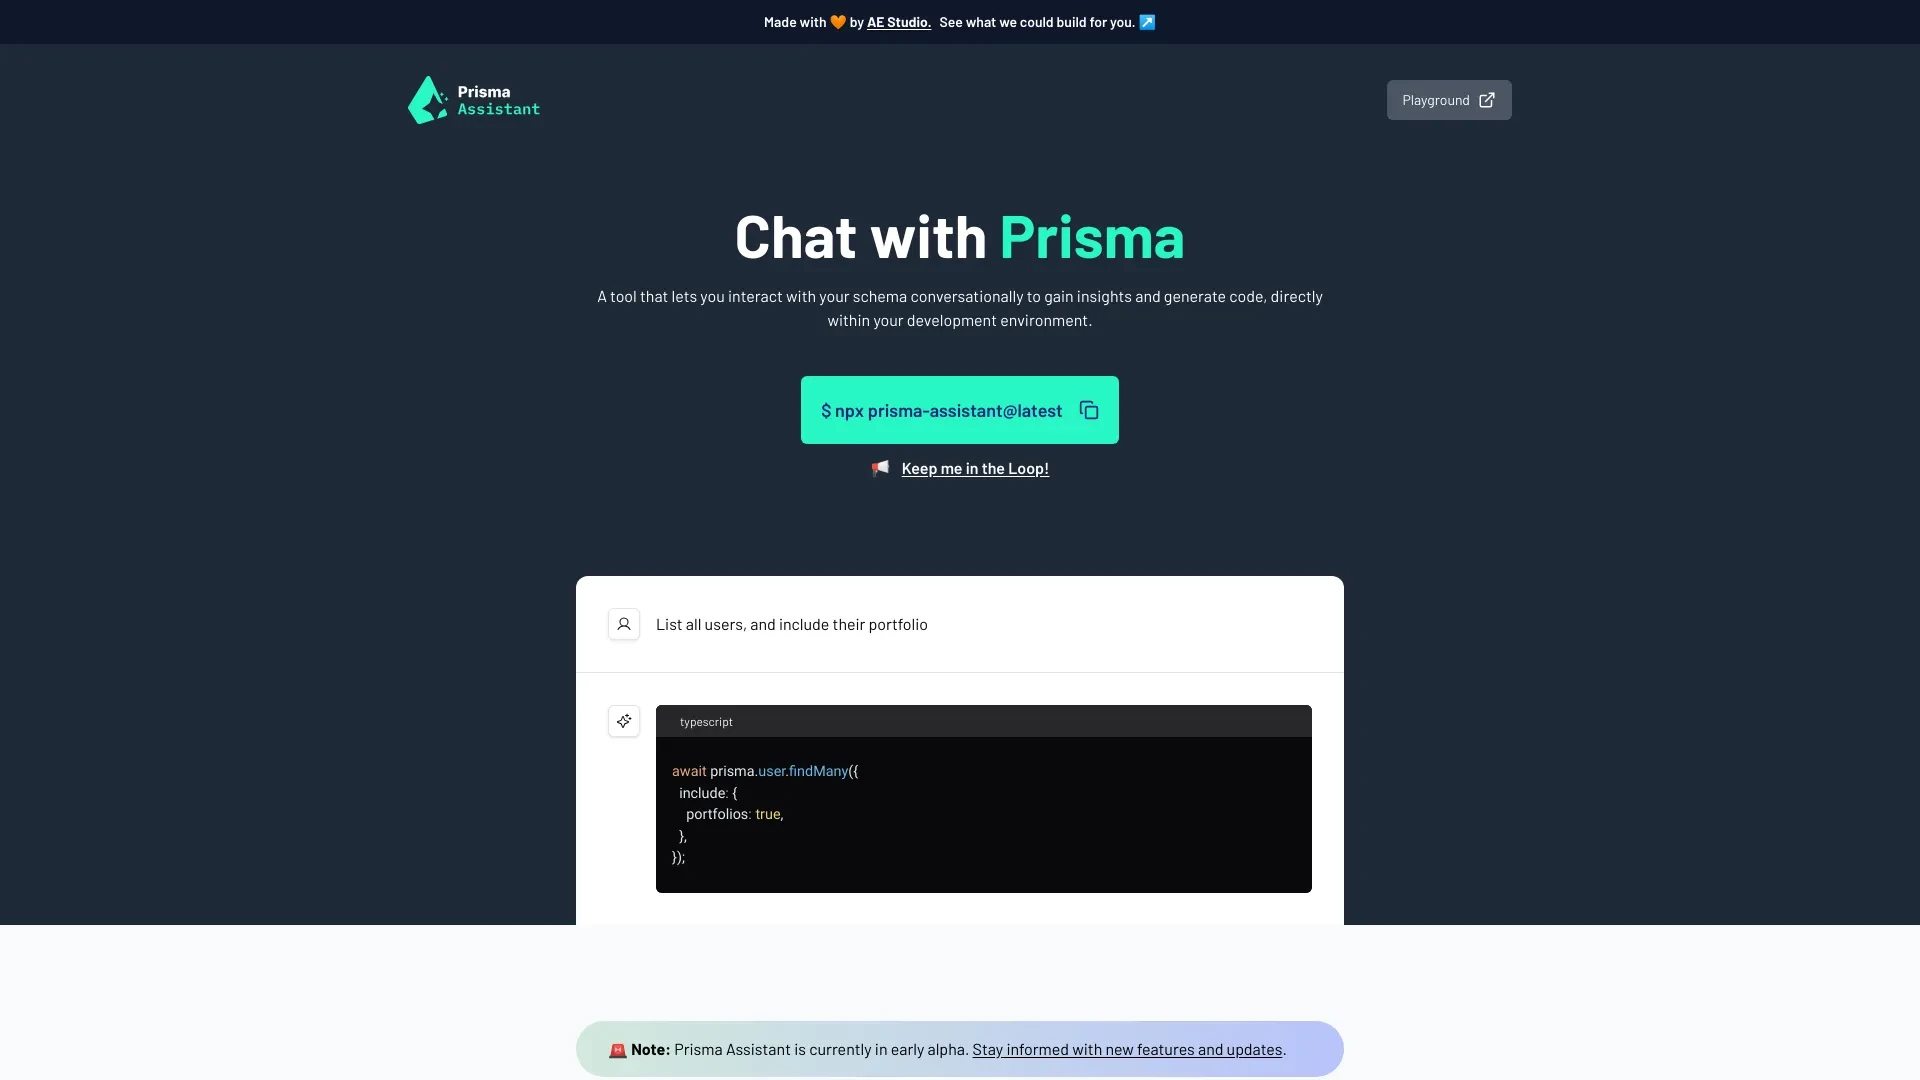 Made with 🧡 by AE Studio. See what we could build for you. ↗️
Prisma
Assistant
Playground
Chat with Prisma
A tool that lets you interact with your schema conversationally to gain insights and generate code, directly
within your development environment.
$ npx prisma-assistant@latest
📣 Keep me in the Loop!
List all users, and include their portfolio
typescript
await prisma.user.findMany({
  include: {
    portfolios: true,
  },
});
🚨 Note: Prisma Assistant is currently in early alpha. Stay informed with new features and updates.